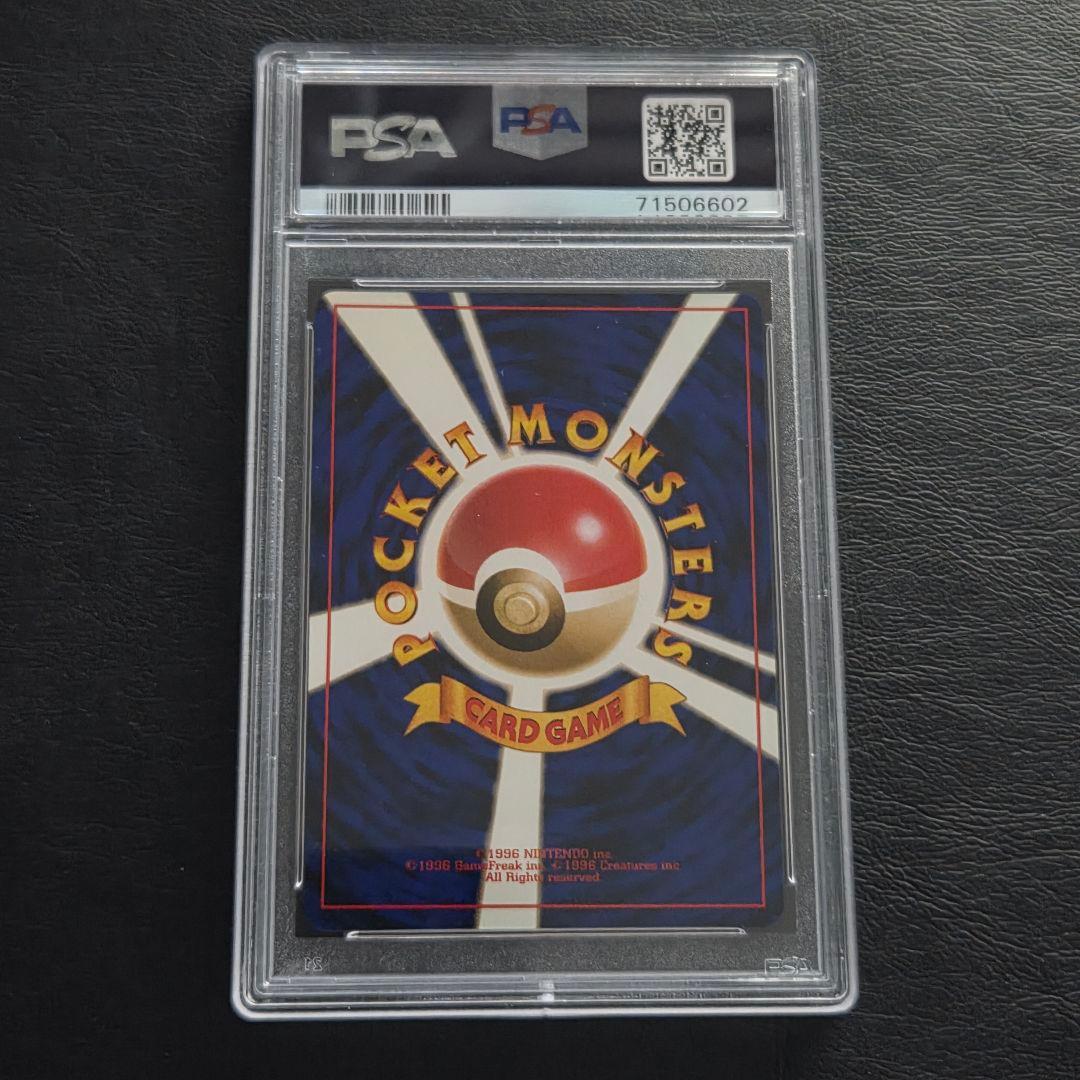 PSA
PSA
71506602
POCKET MONSTERS
CARD GAME
©1996 NINTENDO inc.
©1996 GameFreak inc. ©1996 Creatures inc.
All Rights reserved.
PSA